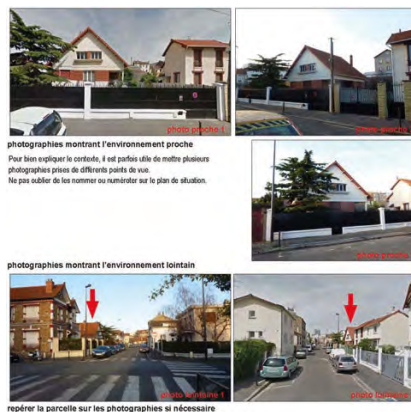 photo proche 1
photographies montrant l'environnement proche
Pour bien expliquer le contexte, il est parfois utile de mettre plusieurs
photographies prises de différents points de vue.
Ne pas oublier de les nommer ou numéroter sur le plan de situation.
photo proche
photo proche
photographies montrant l'environnement lointain
photo lointaine 1
photo lointaine
repérer la parcelle sur les photographies si nécessaire